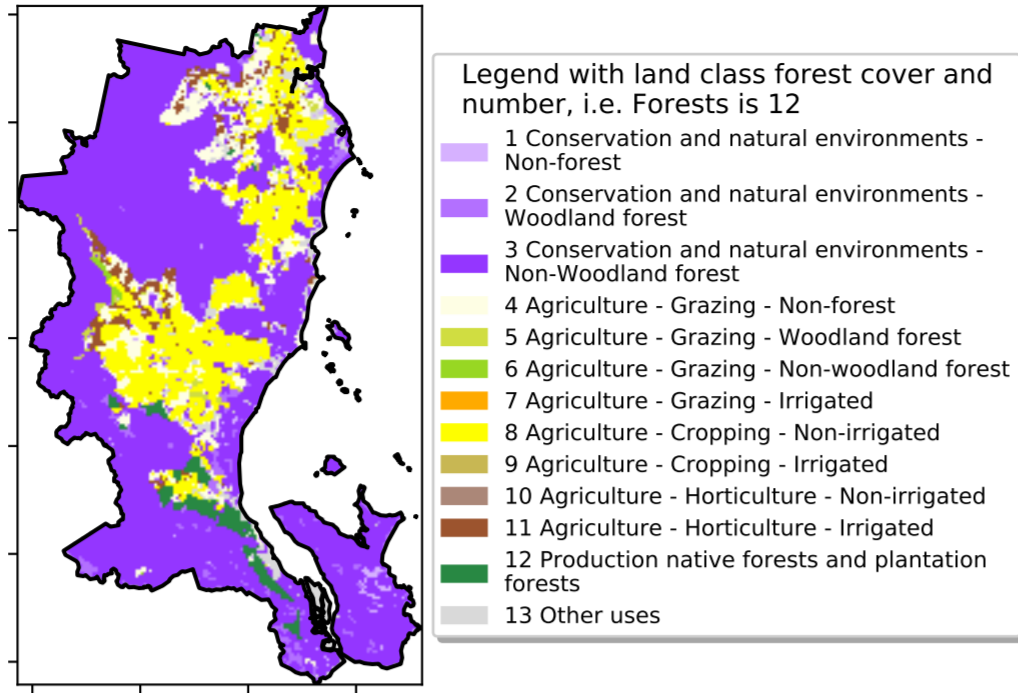 Legend with land class forest cover and
number, i.e. Forests is 12
1 Conservation and natural environments -
Non-forest
2 Conservation and natural environments -
Woodland forest
3 Conservation and natural environments -
Non-Woodland forest
4 Agriculture - Grazing - Non-forest
5 Agriculture - Grazing - Woodland forest
6 Agriculture - Grazing - Non-woodland forest
7 Agriculture - Grazing - Irrigated
8 Agriculture - Cropping - Non-irrigated
9 Agriculture - Cropping - Irrigated
10 Agriculture - Horticulture - Non-irrigated
11 Agriculture - Horticulture - Irrigated
12 Production native forests and plantation
forests
13 Other uses